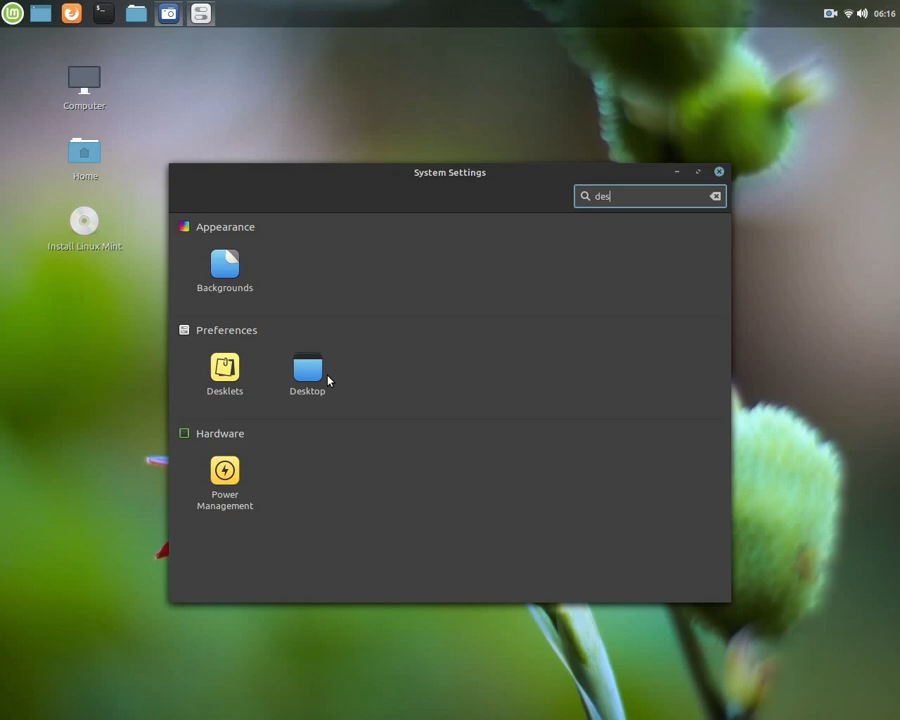 06:16
Computer
Home
Install Linux Mint
System Settings
des
Appearance
Backgrounds
Preferences
Desklets
Desktop
Hardware
Power
Management